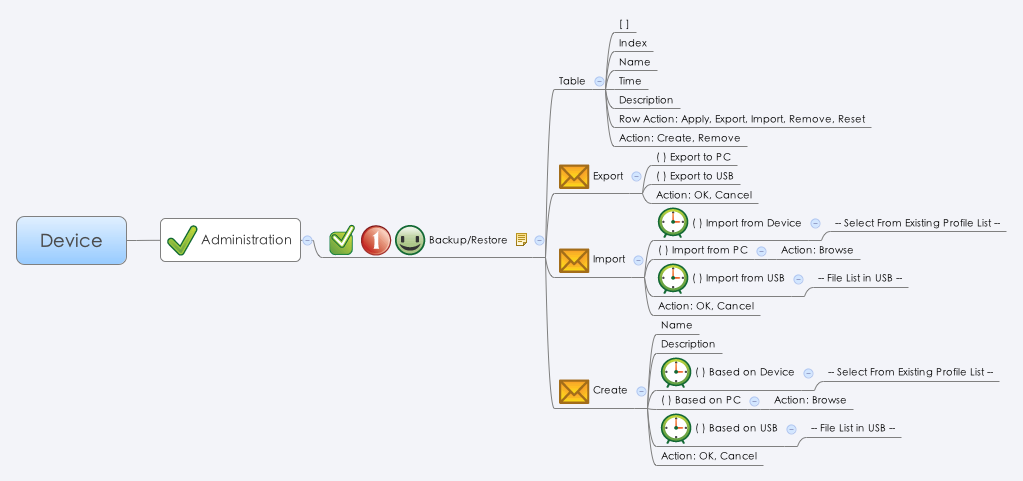 Device
Administration
1
Backup/Restore
Table
[ ]
Index
Name
Time
Description
Row Action: Apply, Export, Import, Remove, Reset
Action: Create, Remove
Export
( ) Export to PC
( ) Export to USB
Action: OK, Cancel
Import
( ) Import from Device
-- Select From Existing Profile List --
( ) Import from PC
Action: Browse
( ) Import from USB
-- File List in USB --
Action: OK, Cancel
Create
Name
Description
( ) Based on Device
-- Select From Existing Profile List --
( ) Based on PC
Action: Browse
( ) Based on USB
-- File List in USB --
Action: OK, Cancel